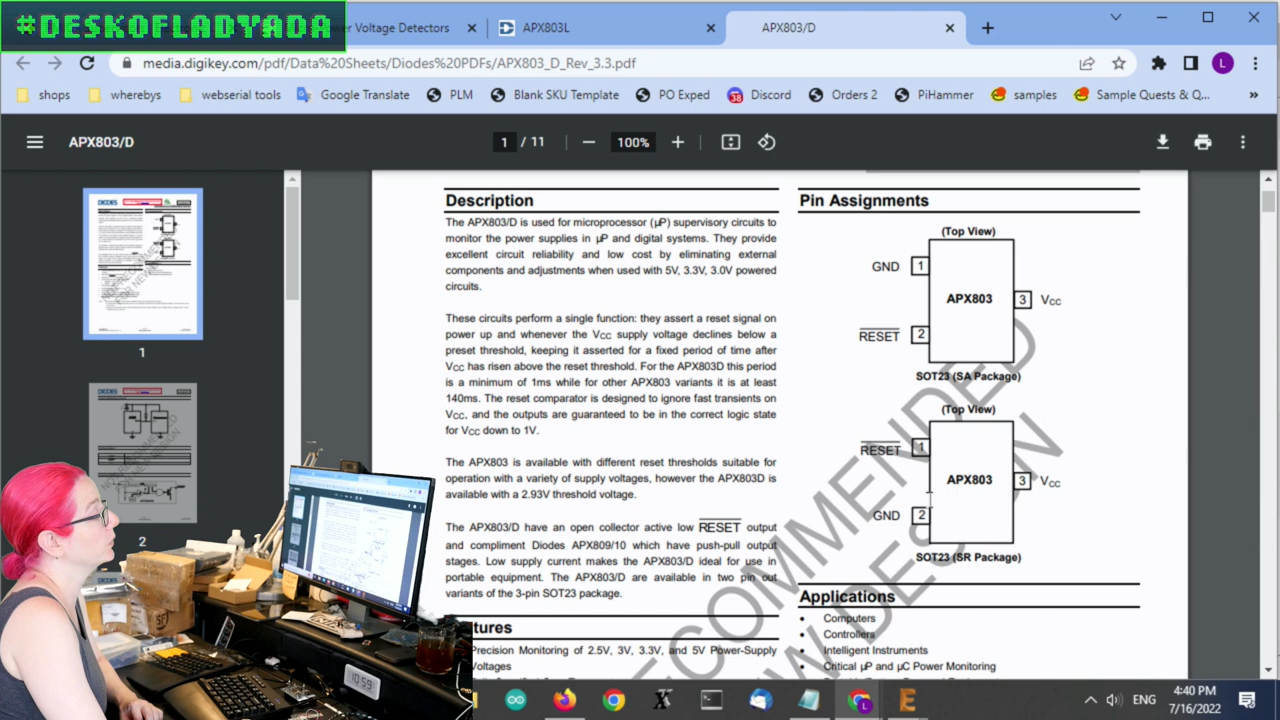 #DESKOFLADYADA
er Voltage Detectors
APX803L
APX803/D
media.digikey.com/pdf/Data%20Sheets/Diodes%20PDFs/APX803_D_Rev_3.3.pdf
L
shops
wherebys
webserial tools
Google Translate
PLM
Blank SKU Template
PO Exped
38
Discord
Orders 2
PiHammer
samples
Sample Quests & Q...
»
APX803/D
1 / 11
100%
1
2
Description
The APX803/D is used for microprocessor (µP) supervisory circuits to
monitor the power supplies in µP and digital systems. They provide
excellent circuit reliability and low cost by eliminating external
components and adjustments when used with 5V, 3.3V, 3.0V powered
circuits.
These circuits perform a single function: they assert a reset signal on
power up and whenever the VCC supply voltage declines below a
preset threshold, keeping it asserted for a fixed period of time after
VCC has risen above the reset threshold. For the APX803D this period
is a minimum of 1ms while for other APX803 variants it is at least
140ms. The reset comparator is designed to ignore fast transients on
VCC, and the outputs are guaranteed to be in the correct logic state
for VCC down to 1V.
The APX803 is available with different reset thresholds suitable for
operation with a variety of supply voltages, however the APX803D is
available with a 2.93V threshold voltage.
The APX803/D have an open collector active low RESET output
and compliment Diodes APX809/10 which have push-pull output
stages. Low supply current makes the APX803/D ideal for use in
portable equipment. The APX803/D are available in two pin out
variants of the 3-pin SOT23 package.
tures
Precision Monitoring of 2.5V, 3V, 3.3V, and 5V Power-Supply
Voltages
Pin Assignments
(Top View)
GND 1
APX803
3 VCC
RESET 2
SOT23 (SA Package)
(Top View)
RESET 1
APX803
3 VCC
GND 2
SOT23 (SR Package)
Applications
• Computers
• Controllers
• Intelligent Instruments
• Critical µP and µC Power Monitoring
ECOMMENDED
W DESIGN
10:59
ENG
4:40 PM
7/16/2022